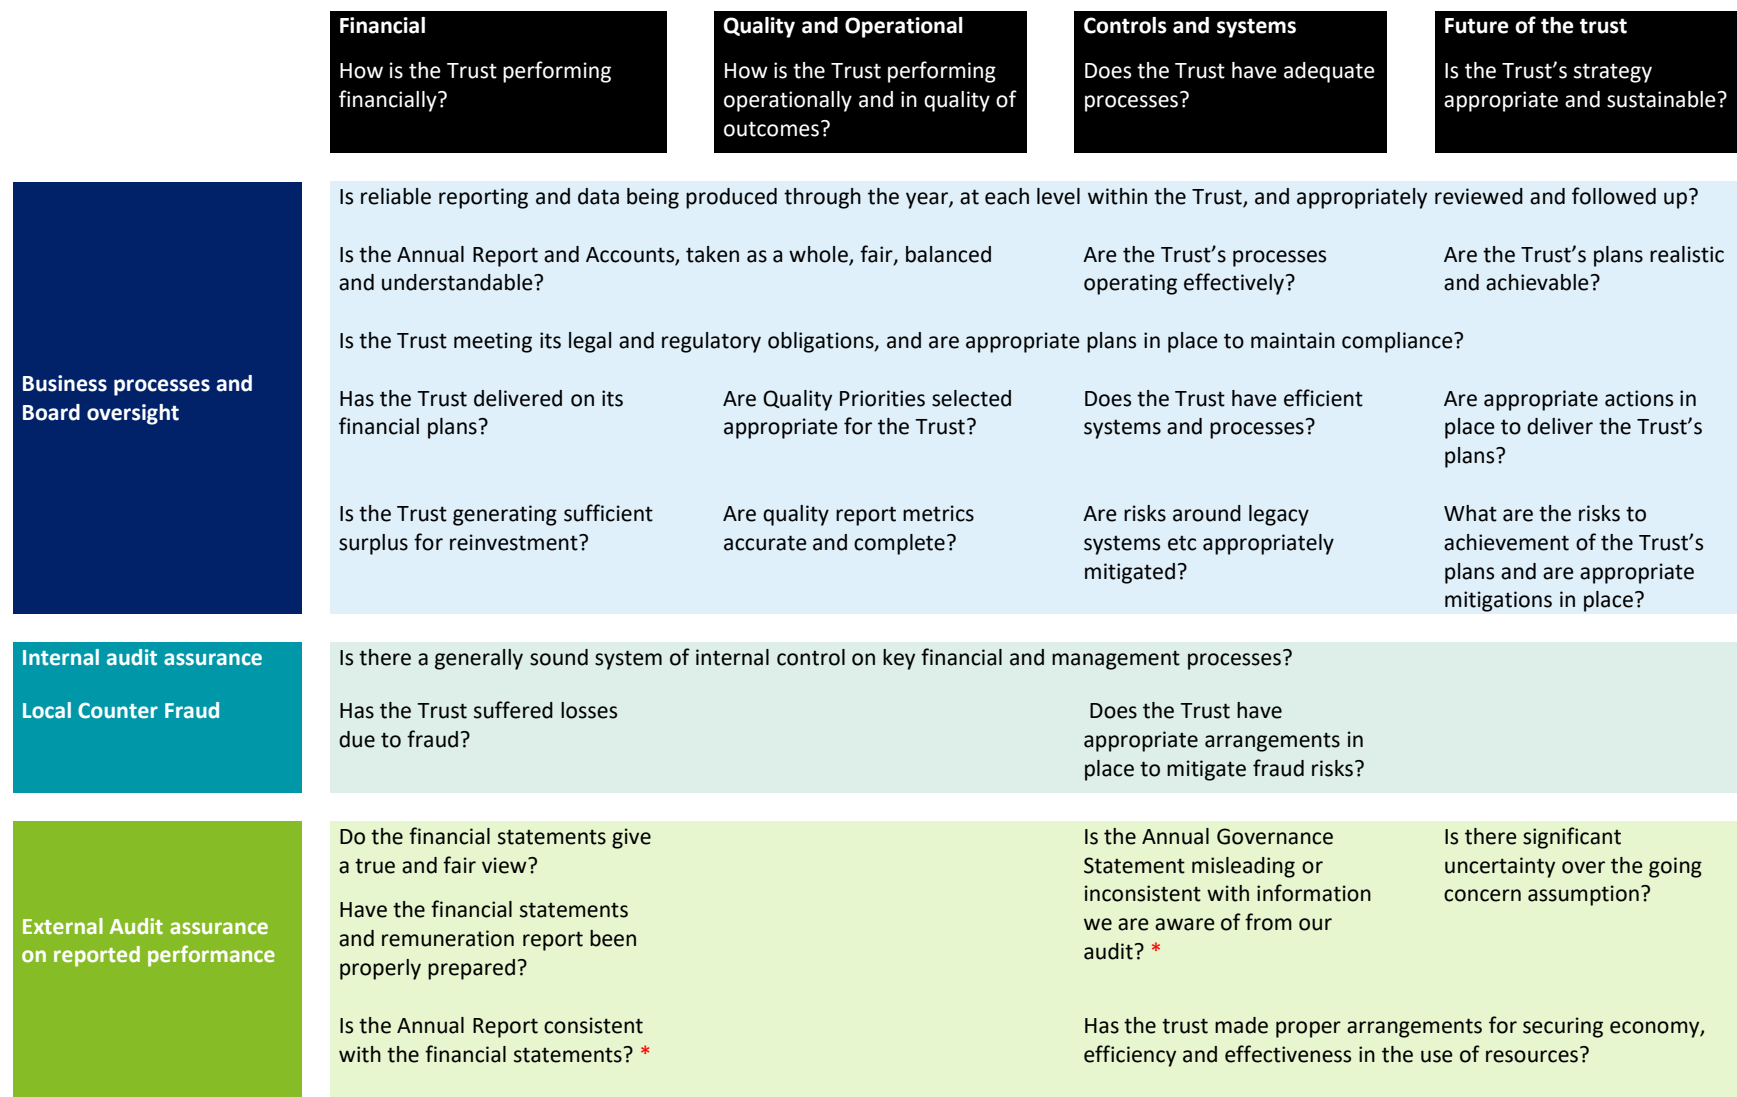 Financial
How is the Trust performing
financially?
Quality and Operational
How is the Trust performing
operationally and in quality of
outcomes?
Controls and systems
Does the Trust have adequate
processes?
Future of the trust
Is the Trust’s strategy
appropriate and sustainable?
Business processes and
Board oversight
Is reliable reporting and data being produced through the year, at each level within the Trust, and appropriately reviewed and followed up?
Is the Annual Report and Accounts, taken as a whole, fair, balanced
and understandable?
Are the Trust’s processes
operating effectively?
Are the Trust’s plans realistic
and achievable?
Is the Trust meeting its legal and regulatory obligations, and are appropriate plans in place to maintain compliance?
Has the Trust delivered on its
financial plans?
Are Quality Priorities selected
appropriate for the Trust?
Does the Trust have efficient
systems and processes?
Are appropriate actions in
place to deliver the Trust’s
plans?
Is the Trust generating sufficient
surplus for reinvestment?
Are quality report metrics
accurate and complete?
Are risks around legacy
systems etc appropriately
mitigated?
What are the risks to
achievement of the Trust’s
plans and are appropriate
mitigations in place?
Internal audit assurance
Local Counter Fraud
Is there a generally sound system of internal control on key financial and management processes?
Has the Trust suffered losses
due to fraud?
Does the Trust have
appropriate arrangements in
place to mitigate fraud risks?
External Audit assurance
on reported performance
Do the financial statements give
a true and fair view?
Have the financial statements
and remuneration report been
properly prepared?
Is the Annual Report consistent
with the financial statements? *
Is the Annual Governance
Statement misleading or
inconsistent with information
we are aware of from our
audit? *
Is there significant
uncertainty over the going
concern assumption?
Has the trust made proper arrangements for securing economy,
efficiency and effectiveness in the use of resources?